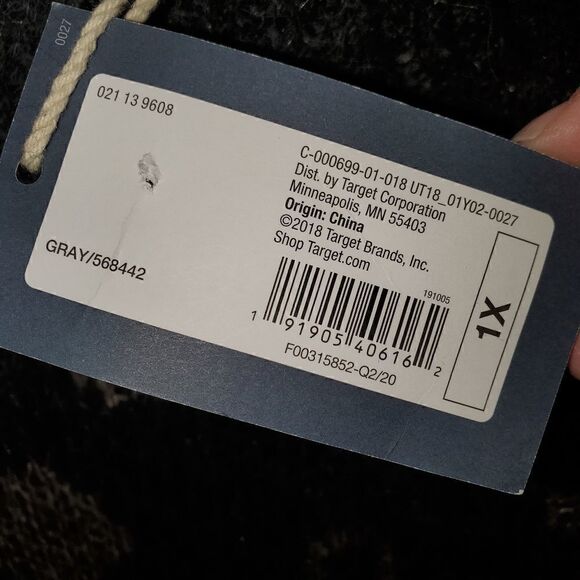 0027
021 13 9608
C-000699-01-018 UT18_01Y02-0027
Dist. by Target Corporation
Minneapolis, MN 55403
Origin: China
©2018 Target Brands, Inc.
Shop Target.com
GRAY/568442
191005
1 91905 40616 2
F00315852-Q2/20
1X